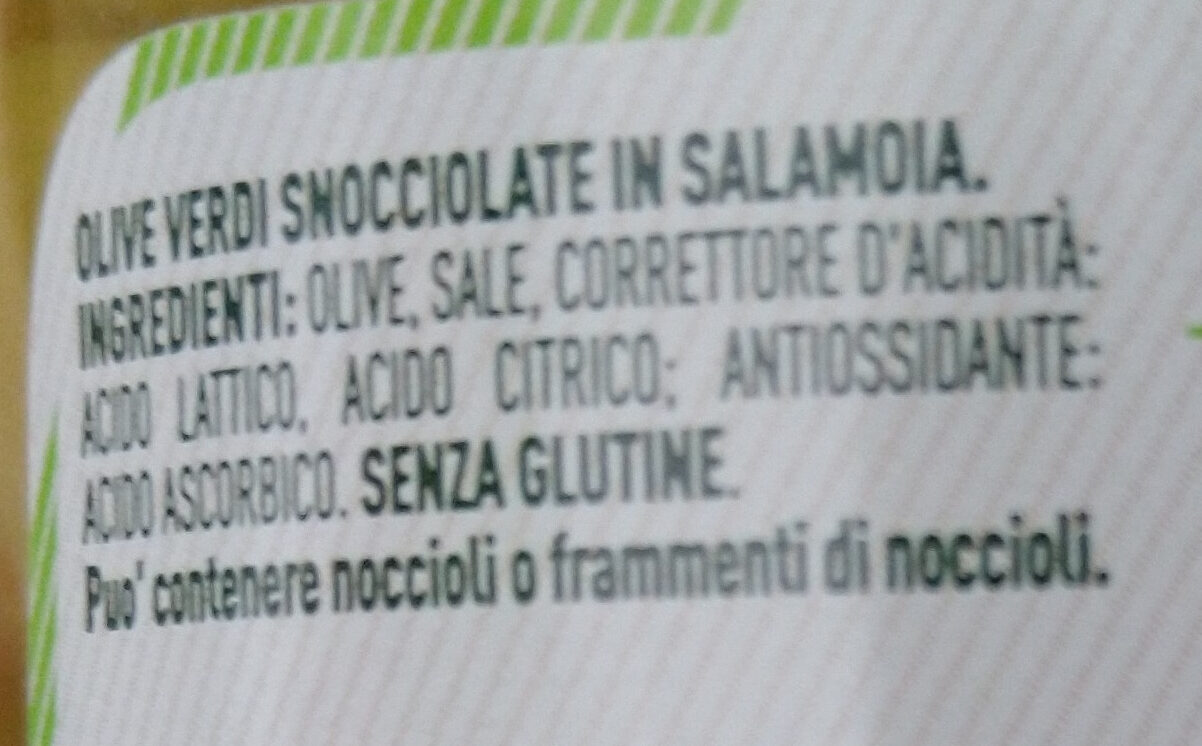 OLIVE VERDI SNOCCIOLATE IN SALAMOIA.
INGREDIENTI: OLIVE, SALE, CORRETTORE D'ACIDITÀ:
ACIDO LATTICO, ACIDO CITRICO; ANTIOSSIDANTE:
ACIDO ASCORBICO. SENZA GLUTINE.
Puo' contenere noccioli o frammenti di noccioli.